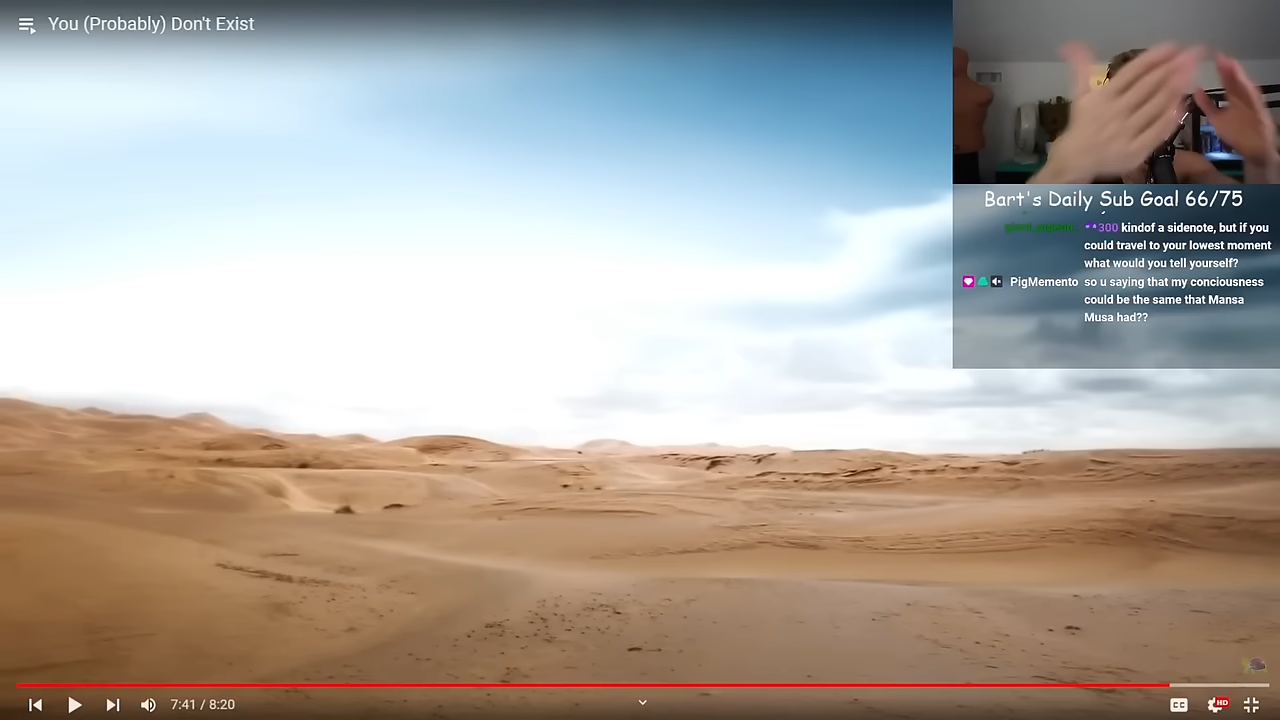 You (Probably) Don't Exist
Bart's Daily Sub Goal 66/75
300 kindof a sidenote, but if you
could travel to your lowest moment
what would you tell yourself?
PigMemento so u saying that my conciousness
could be the same that Mansa
Musa had??
7:41 / 8:20
CC
HD